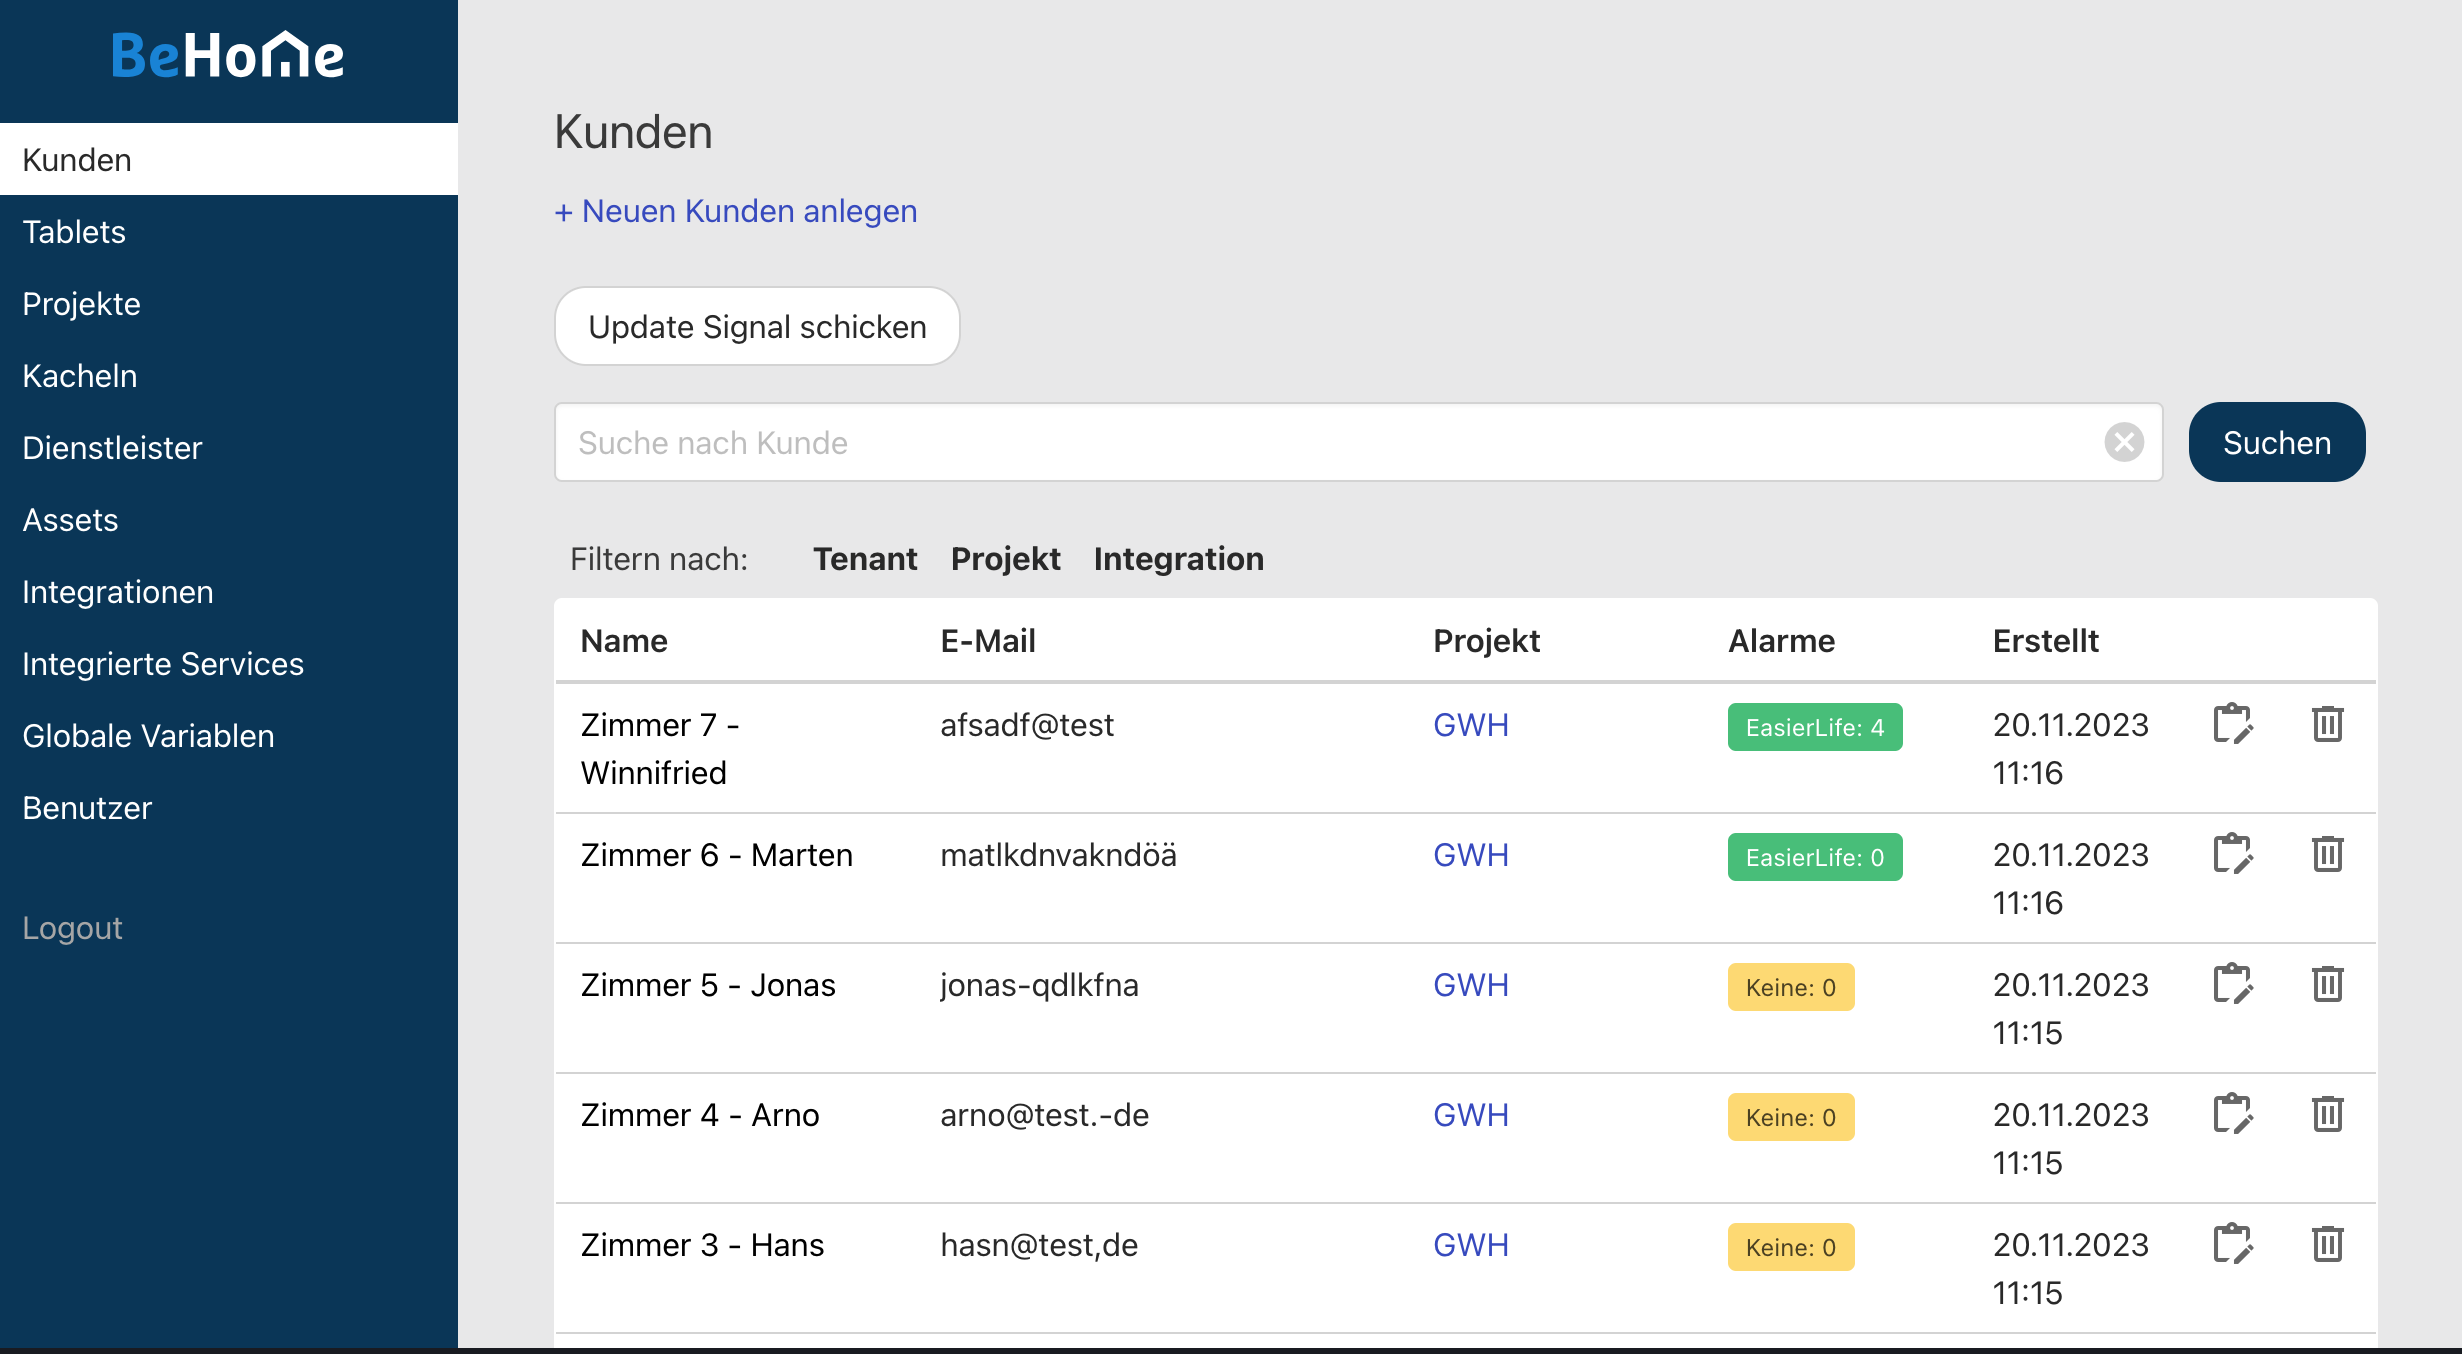 BeHome
Kunden
Tablets
Projekte
Kacheln
Dienstleister
Assets
Integrationen
Integrierte Services
Globale Variablen
Benutzer
Logout
Kunden
+ Neuen Kunden anlegen
Update Signal schicken
Suche nach Kunde
Suchen
Filtern nach: Tenant Projekt Integration
Name E-Mail Projekt Alarme Erstellt
Zimmer 7 - afsadf@test GWH EasierLife: 4 20.11.2023
Winnifried 11:16
Zimmer 6 - Marten matlkdnvakndöä GWH EasierLife: 0 20.11.2023
11:16
Zimmer 5 - Jonas jonas-qdlkfna GWH Keine: 0 20.11.2023
11:15
Zimmer 4 - Arno arno@test.-de GWH Keine: 0 20.11.2023
11:15
Zimmer 3 - Hans hasn@test,de GWH Keine: 0 20.11.2023
11:15